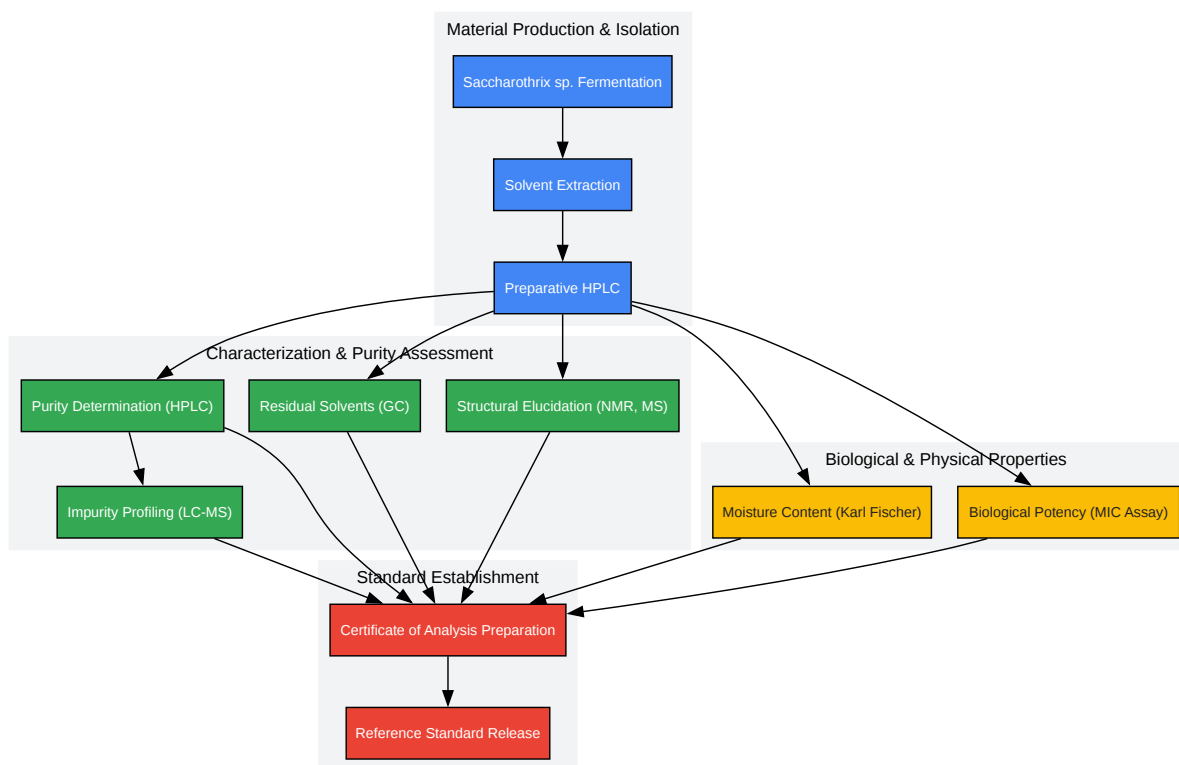 Material Production & Isolation
Saccharothrix sp. Fermentation
Solvent Extraction
Preparative HPLC
Characterization & Purity Assessment
Purity Determination (HPLC)
Residual Solvents (GC)
Structural Elucidation (NMR, MS)
Impurity Profiling (LC-MS)
Biological & Physical Properties
Moisture Content (Karl Fischer)
Biological Potency (MIC Assay)
Standard Establishment
Certificate of Analysis Preparation
Reference Standard Release